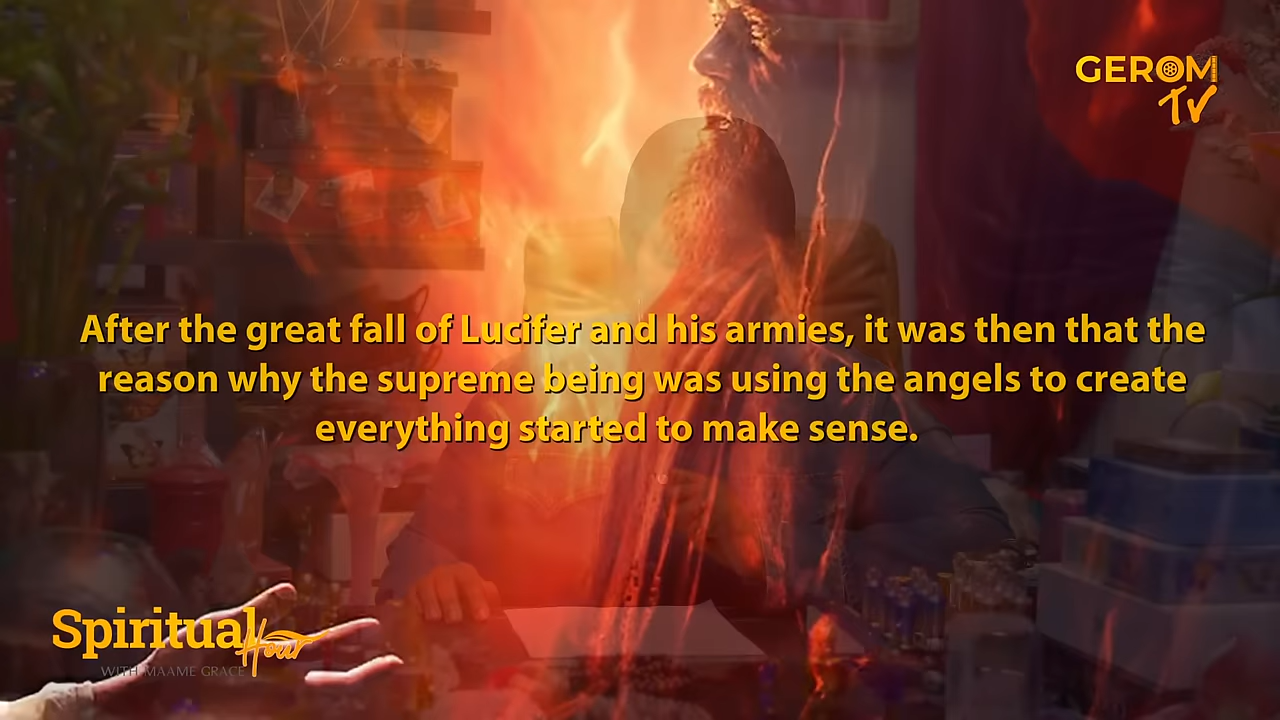 GEROM
TV
After the great fall of Lucifer and his armies, it was then that the
reason why the supreme being was using the angels to create
everything started to make sense.
Spiritual
Hour
WITH MAAME GRACE